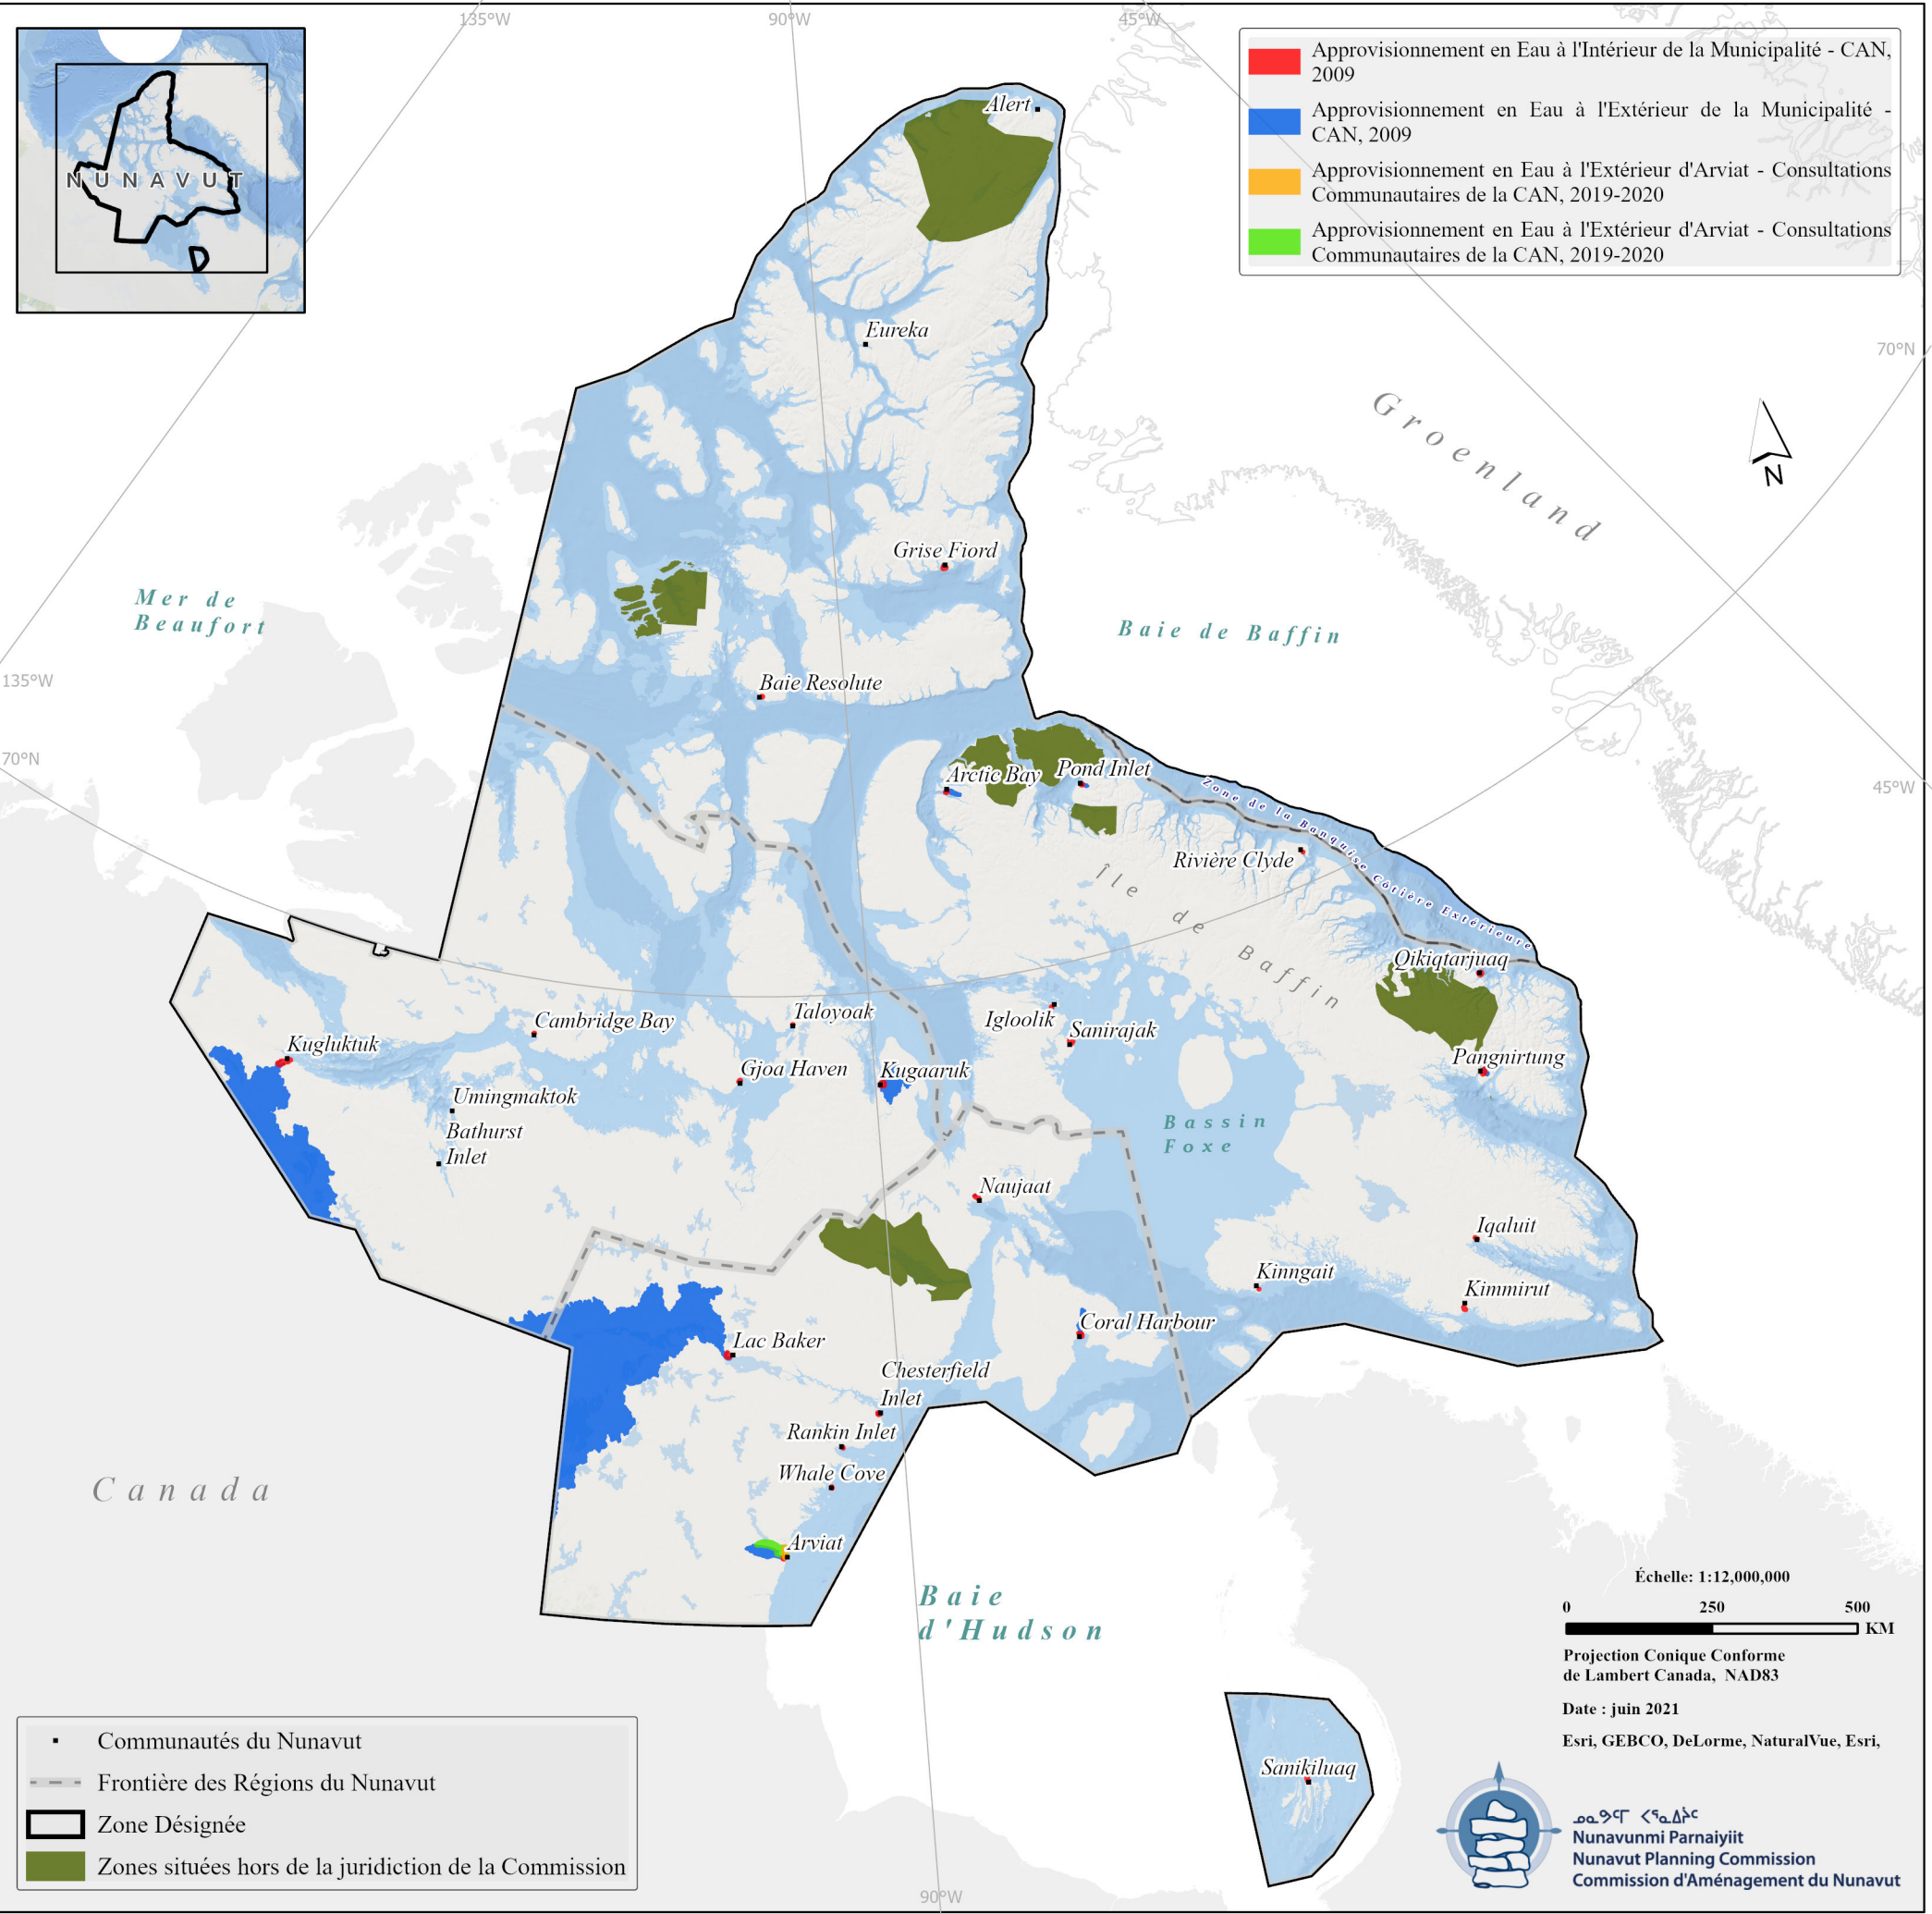 135°W
90°W
45°W
NUNAVUT
Approvisionnement en Eau à l'Intérieur de la Municipalité - CAN,
2009
Approvisionnement en Eau à l'Extérieur de la Municipalité -
CAN, 2009
Approvisionnement en Eau à l'Extérieur d'Arviat - Consultations
Communautaires de la CAN, 2019-2020
Approvisionnement en Eau à l'Extérieur d'Arviat - Consultations
Communautaires de la CAN, 2019-2020
Alert
Eureka
70°N
Groenland
N
Grise Fiord
Mer de
Beaufort
Baie de Baffin
135°W
Baie Resolute
70°N
Arctic Bay
Pond Inlet
45°W
Zone de la Banquise Côtière Extérieure
Rivière Clyde
Île de Baffin
Qikiqtarjuaq
Cambridge Bay
Taloyoak
Igloolik
Sanirajak
Kugluktuk
Gjoa Haven
Kugaaruk
Pangnirtung
Umingmaktok
Bathurst
Inlet
Bassin
Foxe
Naujaat
Iqaluit
Kinngait
Kimmirut
Coral Harbour
Lac Baker
Chesterfield
Inlet
Rankin Inlet
Whale Cove
Canada
Arviat
Baie
d'Hudson
Échelle: 1:12,000,000
0 250 500
KM
Projection Conique Conforme
de Lambert Canada, NAD83
Date : juin 2021
Esri, GEBCO, DeLorme, NaturalVue, Esri,
Sanikiluaq
Communautés du Nunavut
Frontière des Régions du Nunavut
Zone Désignée
Zones situées hors de la juridiction de la Commission
90°W
ᓄᓇᕗᒻᒥ ᐸᕐᓇᐃᔩᑦ
Nunavunmi Parnaiyiit
Nunavut Planning Commission
Commission d'Aménagement du Nunavut